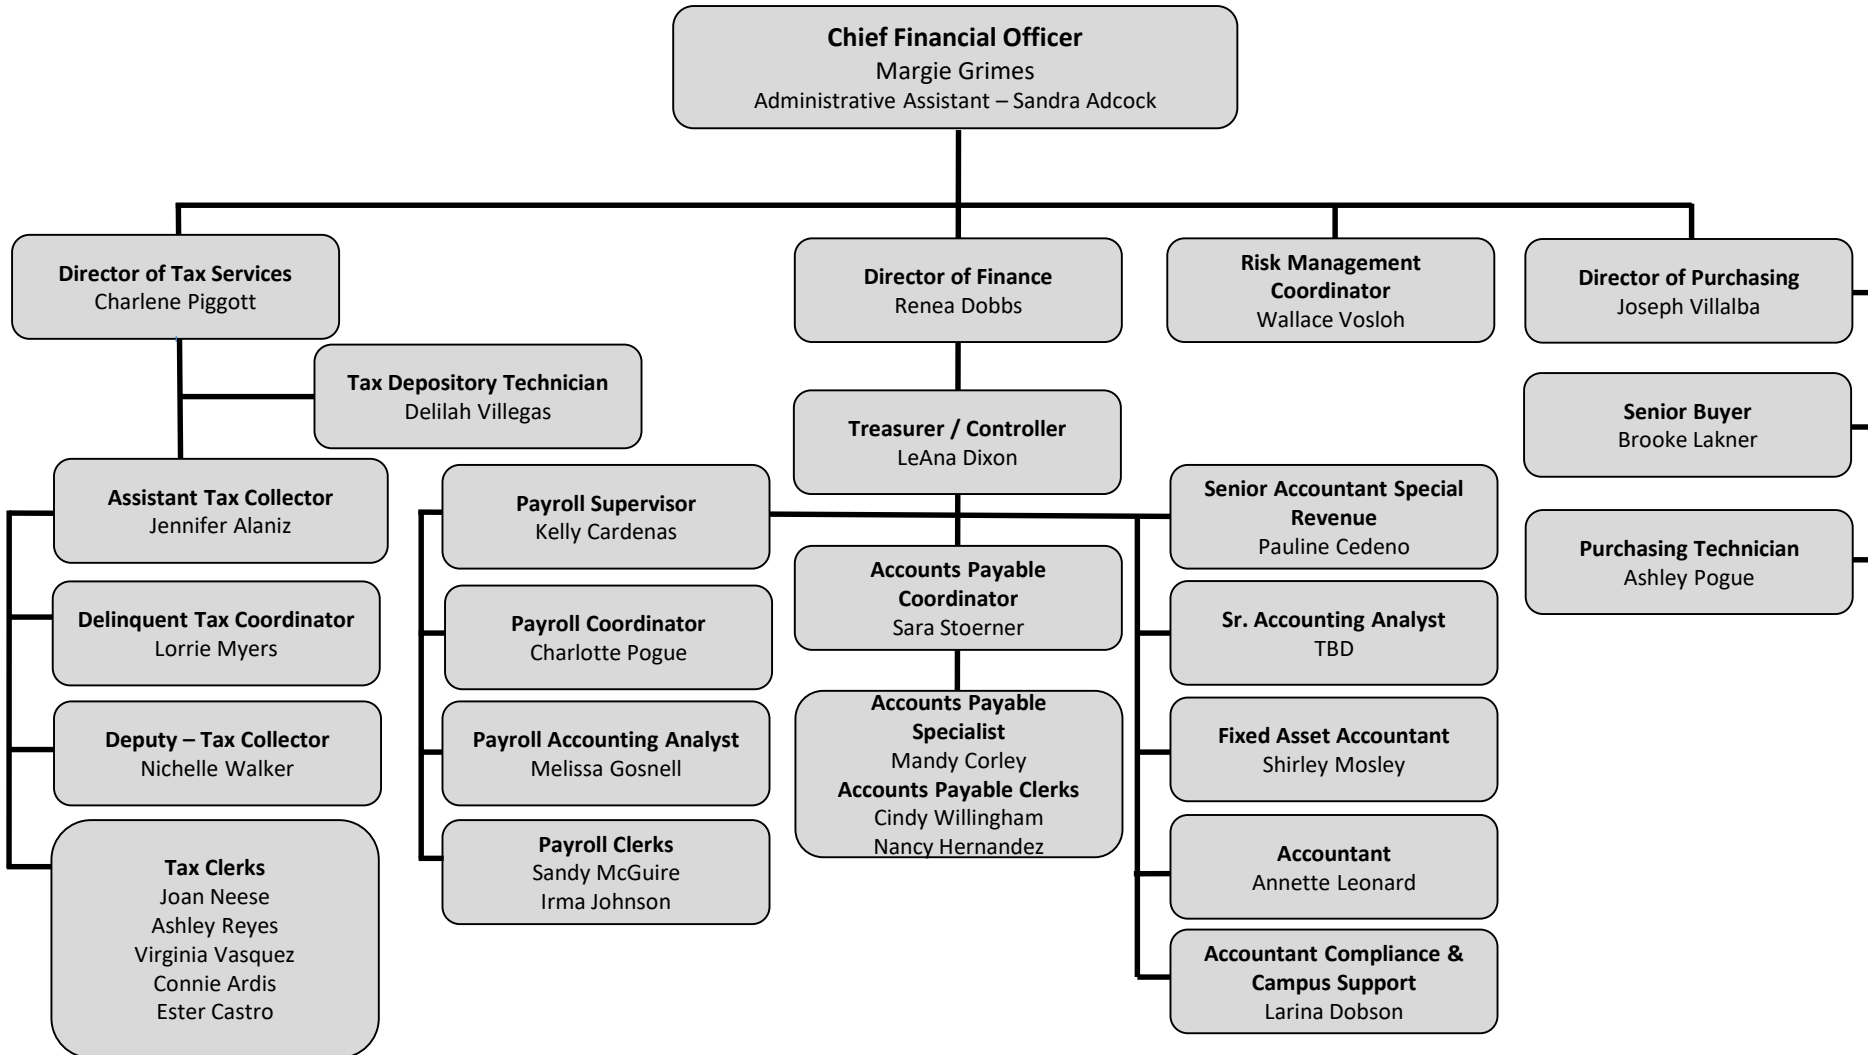 Chief Financial Officer
Margie Grimes
Administrative Assistant – Sandra Adcock
Director of Tax Services
Charlene Piggott
Director of Finance
Renea Dobbs
Risk Management
Coordinator
Wallace Vosloh
Director of Purchasing
Joseph Villalba
Tax Depository Technician
Delilah Villegas
Treasurer / Controller
LeAna Dixon
Senior Buyer
Brooke Lakner
Assistant Tax Collector
Jennifer Alaniz
Payroll Supervisor
Kelly Cardenas
Senior Accountant Special
Revenue
Pauline Cedeno
Purchasing Technician
Ashley Pogue
Accounts Payable
Coordinator
Sara Stoerner
Delinquent Tax Coordinator
Lorrie Myers
Payroll Coordinator
Charlotte Pogue
Sr. Accounting Analyst
TBD
Deputy – Tax Collector
Nichelle Walker
Payroll Accounting Analyst
Melissa Gosnell
Accounts Payable
Specialist
Mandy Corley
Accounts Payable Clerks
Cindy Willingham
Nancy Hernandez
Fixed Asset Accountant
Shirley Mosley
Tax Clerks
Joan Neese
Ashley Reyes
Virginia Vasquez
Connie Ardis
Ester Castro
Payroll Clerks
Sandy McGuire
Irma Johnson
Accountant
Annette Leonard
Accountant Compliance &
Campus Support
Larina Dobson